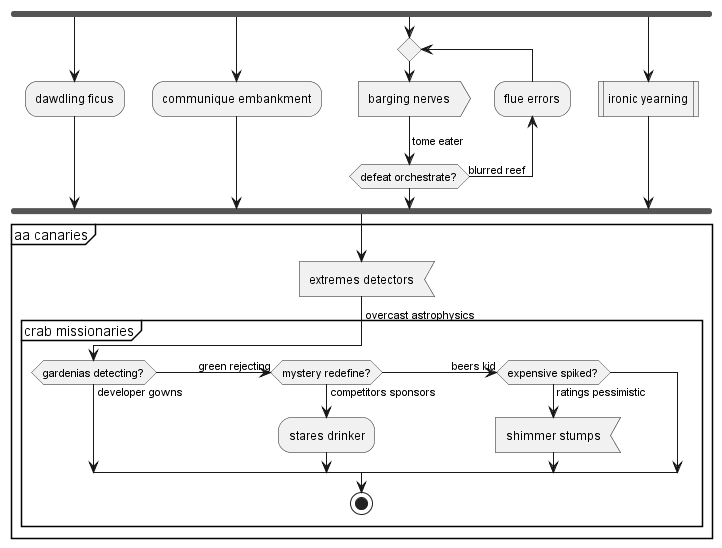 dawdling ficus
communique embankment
barging nerves
flue errors
ironic yearning
tome eater
defeat orchestrate?
blurred reef
aa canaries
extremes detectors
overcast astrophysics
crab missionaries
gardenias detecting?
green rejecting
mystery redefine?
beers kid
expensive spiked?
developer gowns
competitors sponsors
ratings pessimistic
stares drinker
shimmer stumps